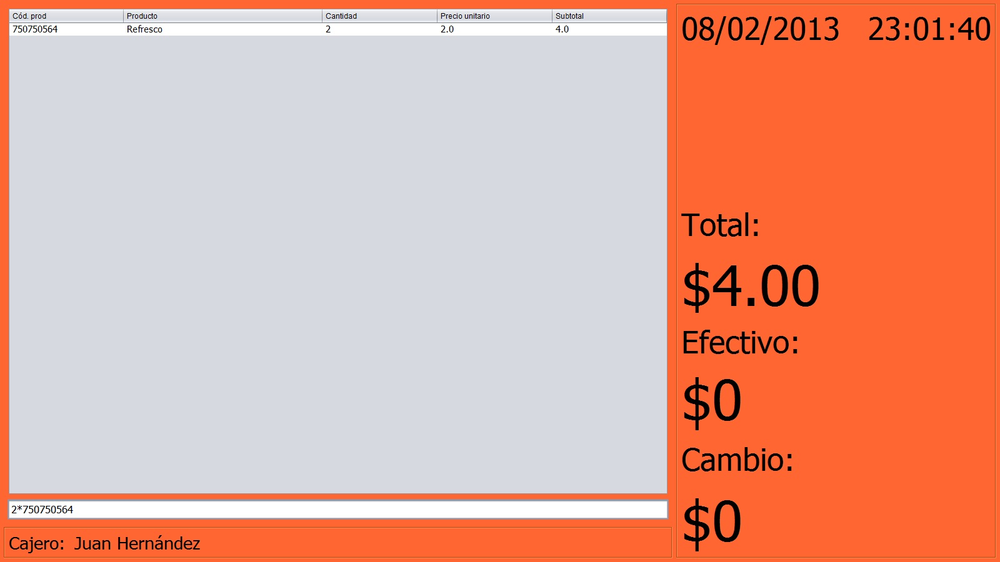 Cód. prod Producto Cantidad Precio unitario Subtotal
750750564 Refresco 2 2.0 4.0
2*750750564
Cajero: Juan Hernández
08/02/2013 23:01:40
Total:
$4.00
Efectivo:
$0
Cambio:
$0